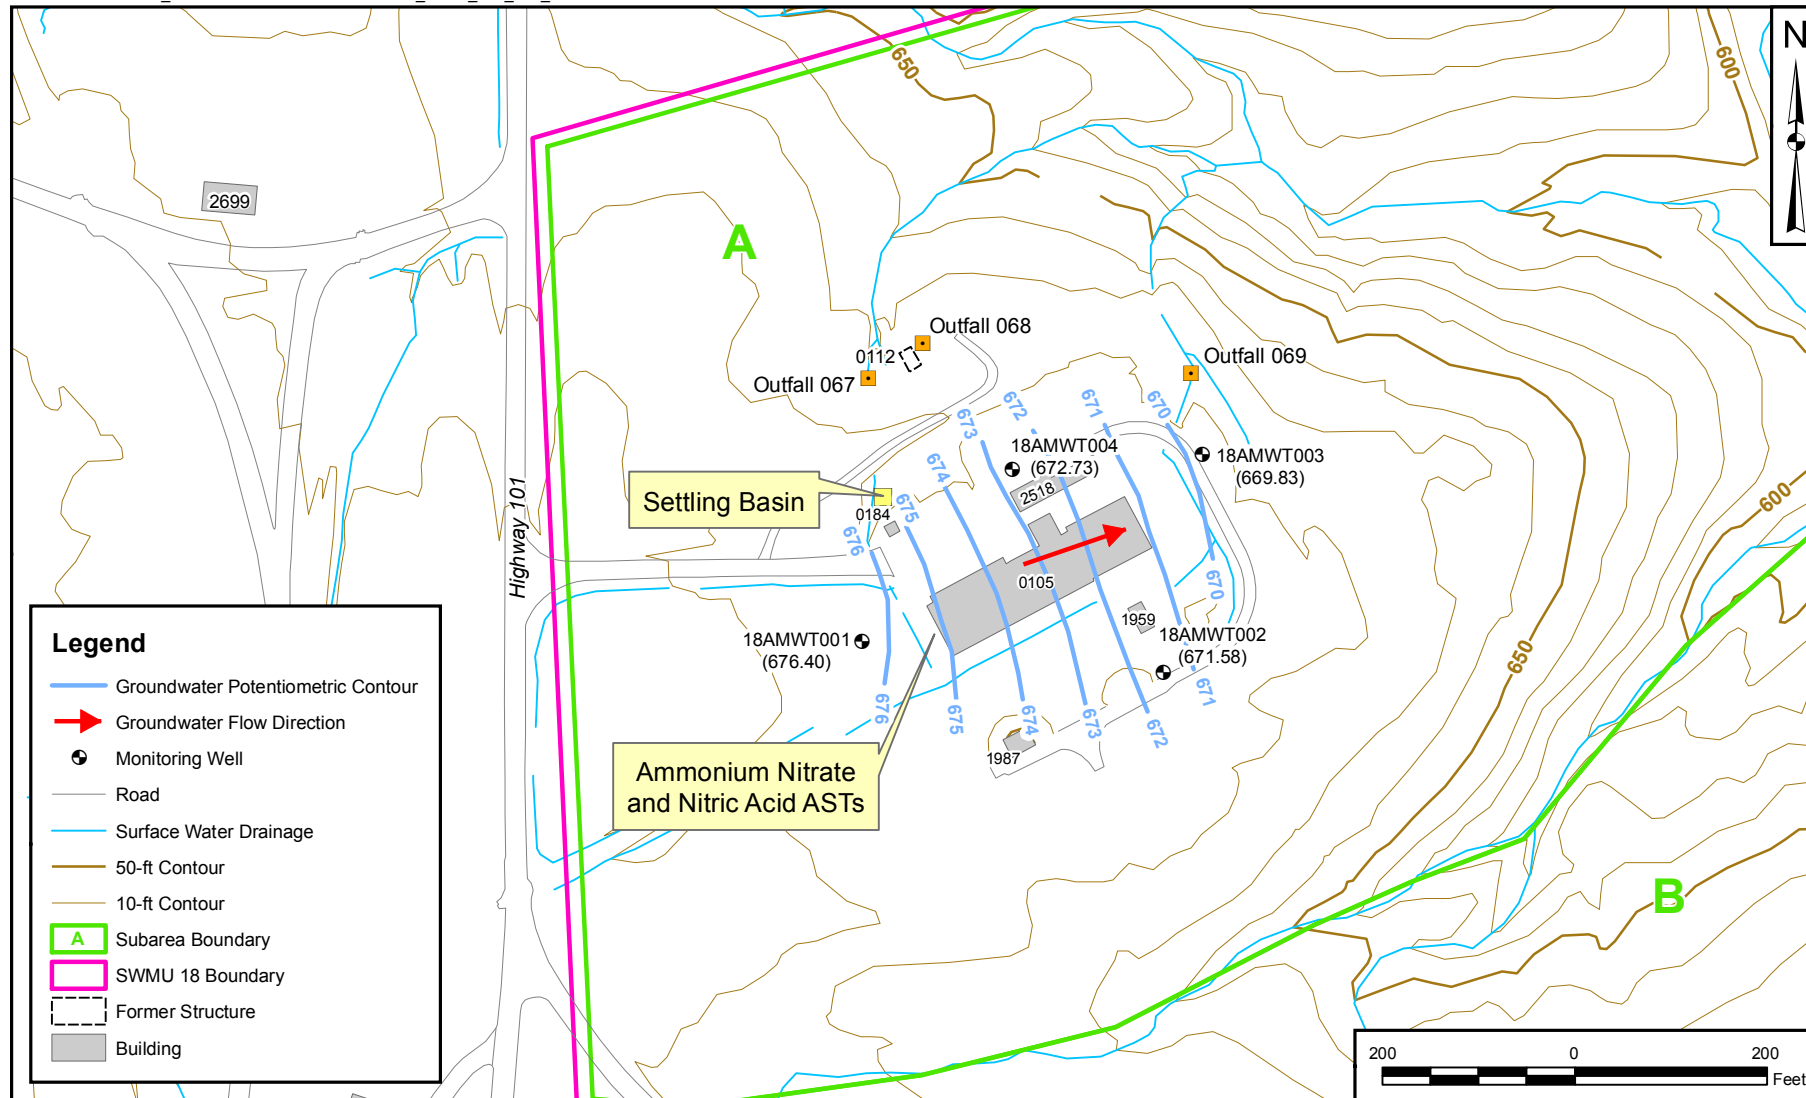 650
600
N
2699
A
Outfall 068
0112
Outfall 067
Outfall 069
672
671
670
673
18AMWT004
(672.73)
18AMWT003
(669.83)
674
2518
Settling Basin
675
0184
676
Highway 101
0105
670
600
1959
18AMWT002
(671.58)
18AMWT001
(676.40)
650
676
675
674
673
672
671
1987
Ammonium Nitrate
and Nitric Acid ASTs
B
Legend
Groundwater Potentiometric Contour
Groundwater Flow Direction
Monitoring Well
Road
Surface Water Drainage
50-ft Contour
10-ft Contour
A Subarea Boundary
SWMU 18 Boundary
Former Structure
Building
200 0 200
Feet